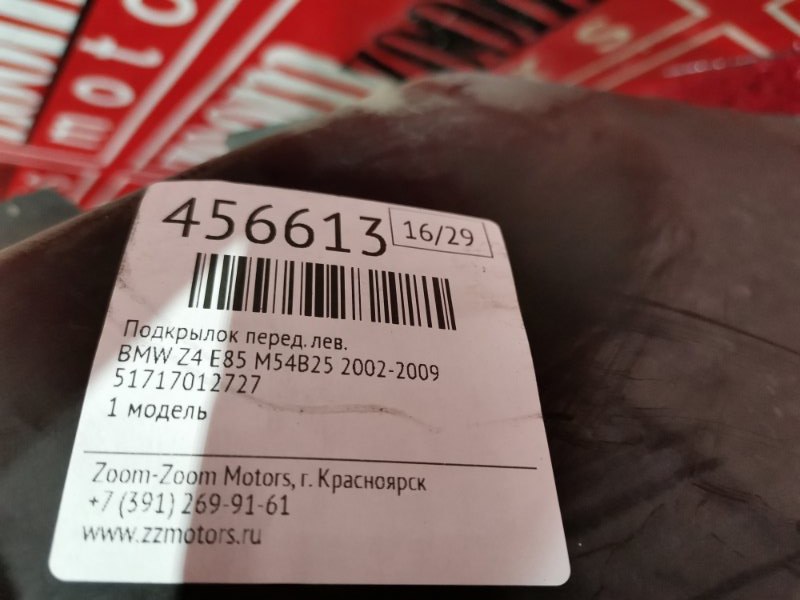 456613 16/29
Подкрылок перед. лев.
BMW Z4 E85 M54B25 2002-2009
51717012727
1 модель
Zoom-Zoom Motors, г. Красноярск
+7 (391) 269-91-61
www.zzmotors.ru